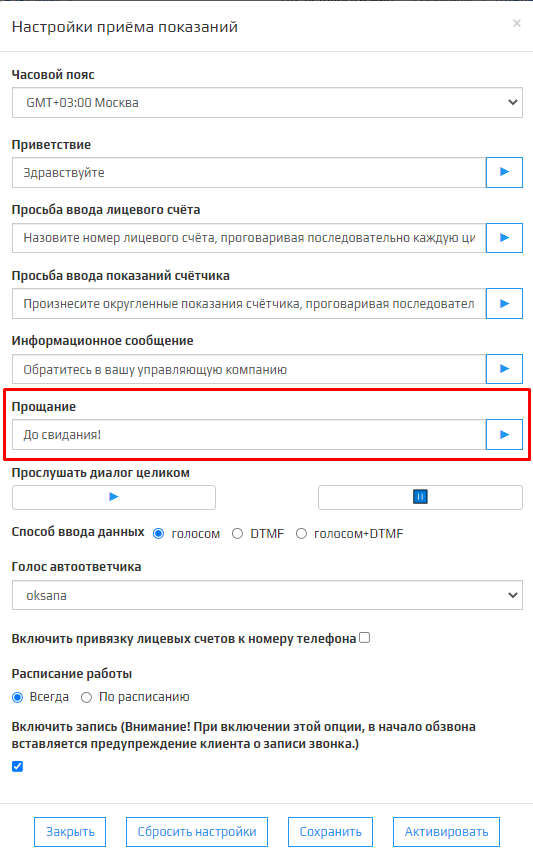 Настройки приёма показаний
×
Часовой пояс
GMT+03:00 Москва
Приветствие
Здравствуйте
Просьба ввода лицевого счёта
Назовите номер лицевого счёта, проговаривая последовательно каждую ци
Просьба ввода показаний счётчика
Произнесите округленные показания счётчика, проговаривая последовател
Информационное сообщение
Обратитесь в вашу управляющую компанию
Прощание
До свидания!
Прослушать диалог целиком
Способ ввода данных голосом DTMF голосом+DTMF
Голос автоответчика
oksana
Включить привязку лицевых счетов к номеру телефона
Расписание работы
Всегда По расписанию
Включить запись (Внимание! При включении этой опции, в начало обзвона
вставляется предупреждение клиента о записи звонка.)
Закрыть Сбросить настройки Сохранить Активировать